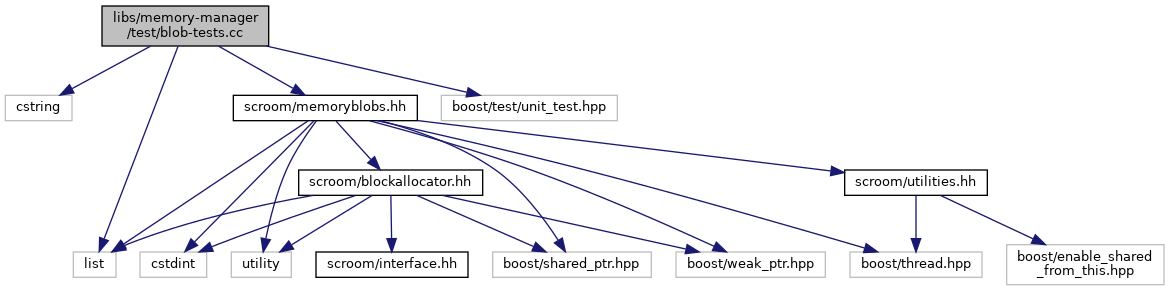 libs/memory-manager
/test/blob-tests.cc
cstring
scroom/memoryblobs.hh
boost/test/unit_test.hpp
scroom/blockallocator.hh
scroom/utilities.hh
list
cstdint
utility
scroom/interface.hh
boost/shared_ptr.hpp
boost/weak_ptr.hpp
boost/thread.hpp
boost/enable_shared
_from_this.hpp